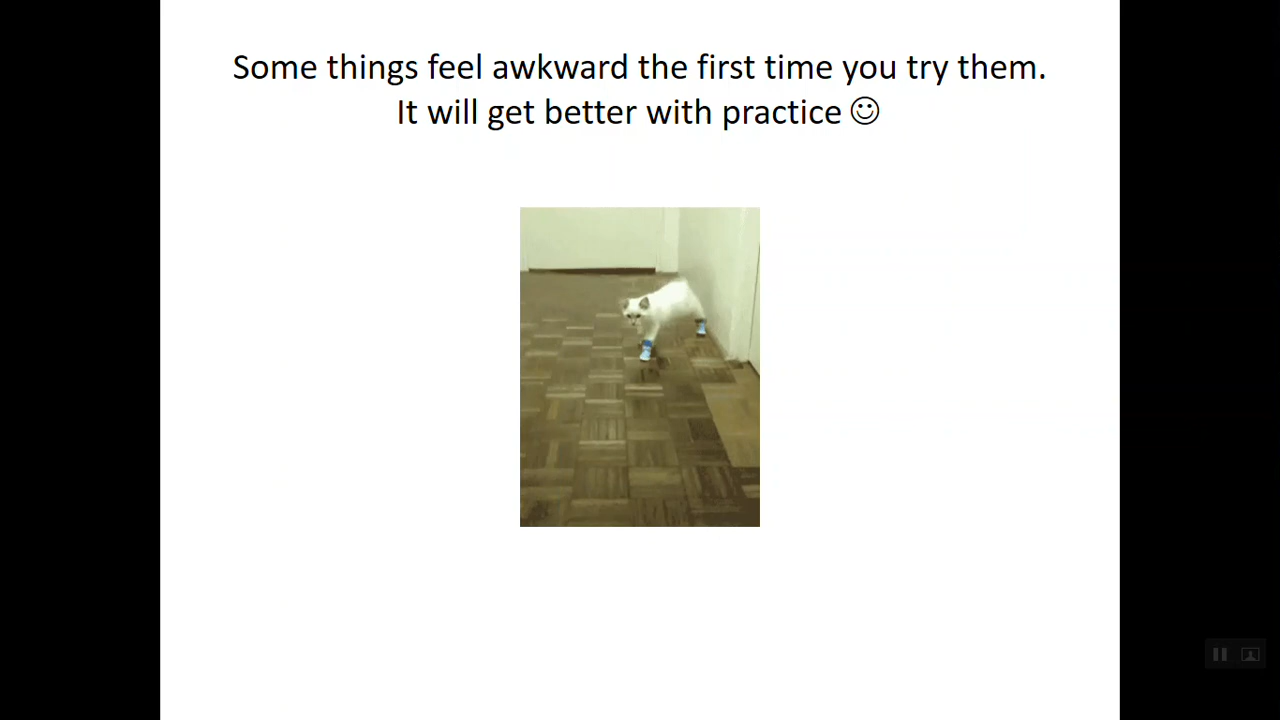 Some things feel awkward the first time you try them.
It will get better with practice ☺